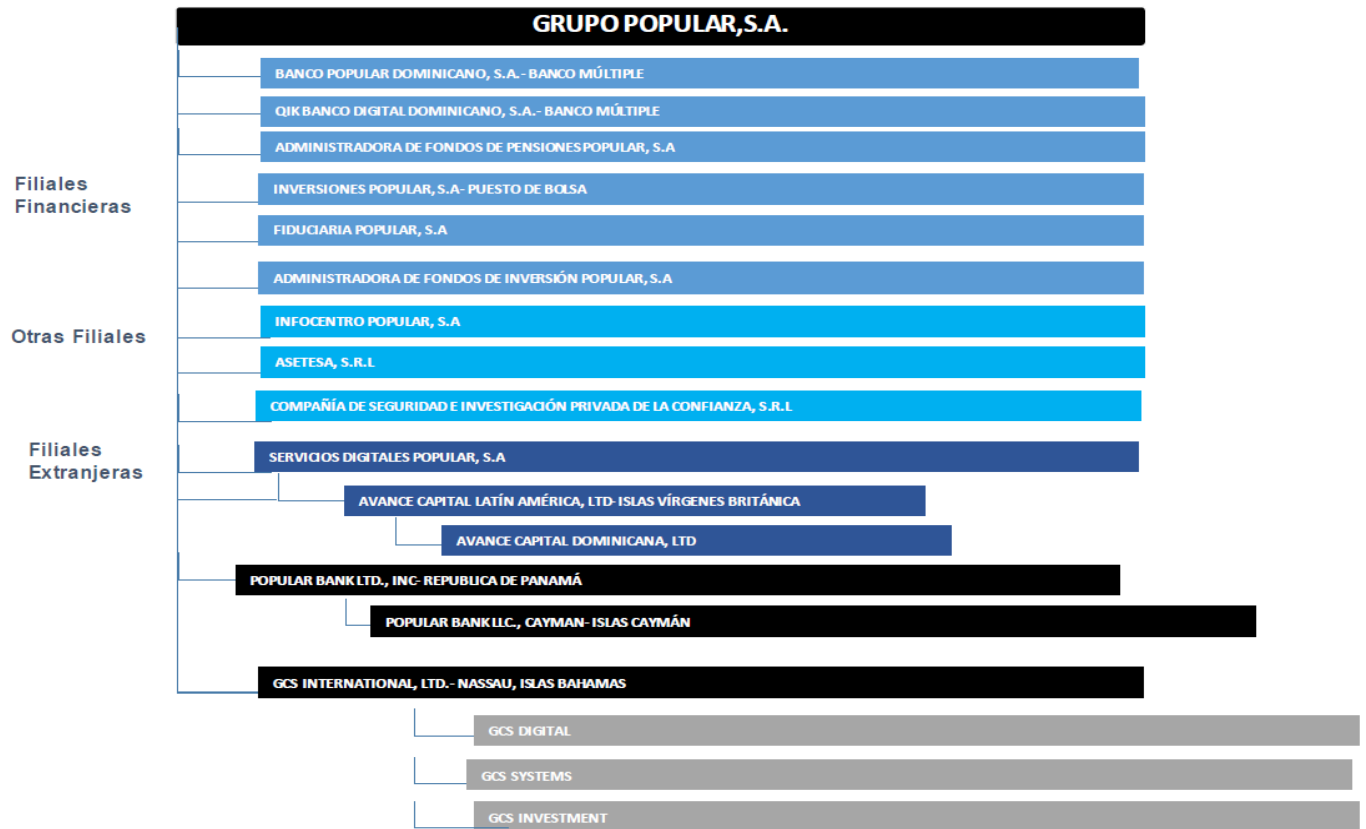 GRUPO POPULAR,S.A.
BANCO POPULAR DOMINICANO, S.A.- BANCO MÚLTIPLE
QIK BANCO DIGITAL DOMINICANO, S.A.- BANCO MÚLTIPLE
ADMINISTRADORA DE FONDOS DE PENSIONES POPULAR, S.A
Filiales
Financieras
INVERSIONES POPULAR, S.A- PUESTO DE BOLSA
FIDUCIARIA POPULAR, S.A
ADMINISTRADORA DE FONDOS DE INVERSIÓN POPULAR, S.A
INFOCENTRO POPULAR, S.A
Otras Filiales
ASETESA, S.R.L
COMPAÑÍA DE SEGURIDAD E INVESTIGACIÓN PRIVADA DE LA CONFIANZA, S.R.L
Filiales
Extranjeras
SERVICIOS DIGITALES POPULAR, S.A
AVANCE CAPITAL LATÍN AMÉRICA, LTD- ISLAS VÍRGENES BRITÁNICA
AVANCE CAPITAL DOMINICANA, LTD
POPULAR BANK LTD., INC- REPUBLICA DE PANAMÁ
POPULAR BANK LLC., CAYMAN- ISLAS CAYMÁN
GCS INTERNATIONAL, LTD.- NASSAU, ISLAS BAHAMAS
GCS DIGITAL
GCS SYSTEMS
GCS INVESTMENT